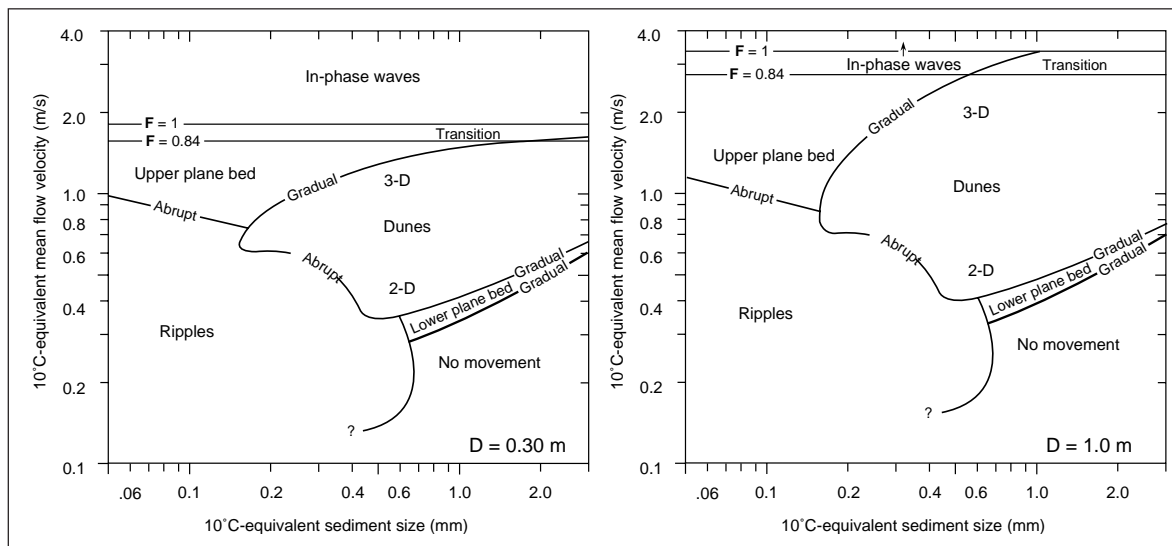 4.0
2.0
1.0
0.8
0.6
0.4
0.2
0.1
10˚C-equivalent mean flow velocity (m/s)
In-phase waves
F = 1
F = 0.84
Transition
Upper plane bed
Abrupt
Gradual
3-D
Dunes
Abrupt
2-D
Gradual
Lower plane bed
Gradual
Ripples
No movement
?
D = 0.30 m
.06
0.1
0.2
0.4
0.6
1.0
2.0
10˚C-equivalent sediment size (mm)
4.0
2.0
1.0
0.8
0.6
0.4
0.2
0.1
10˚C-equivalent mean flow velocity (m/s)
F = 1
In-phase waves
Transition
F = 0.84
Gradual
3-D
Upper plane bed
Abrupt
Dunes
Abrupt
2-D
Gradual
Lower plane bed
Gradual
Ripples
No movement
?
D = 1.0 m
.06
0.1
0.2
0.4
0.6
1.0
2.0
10˚C-equivalent sediment size (mm)